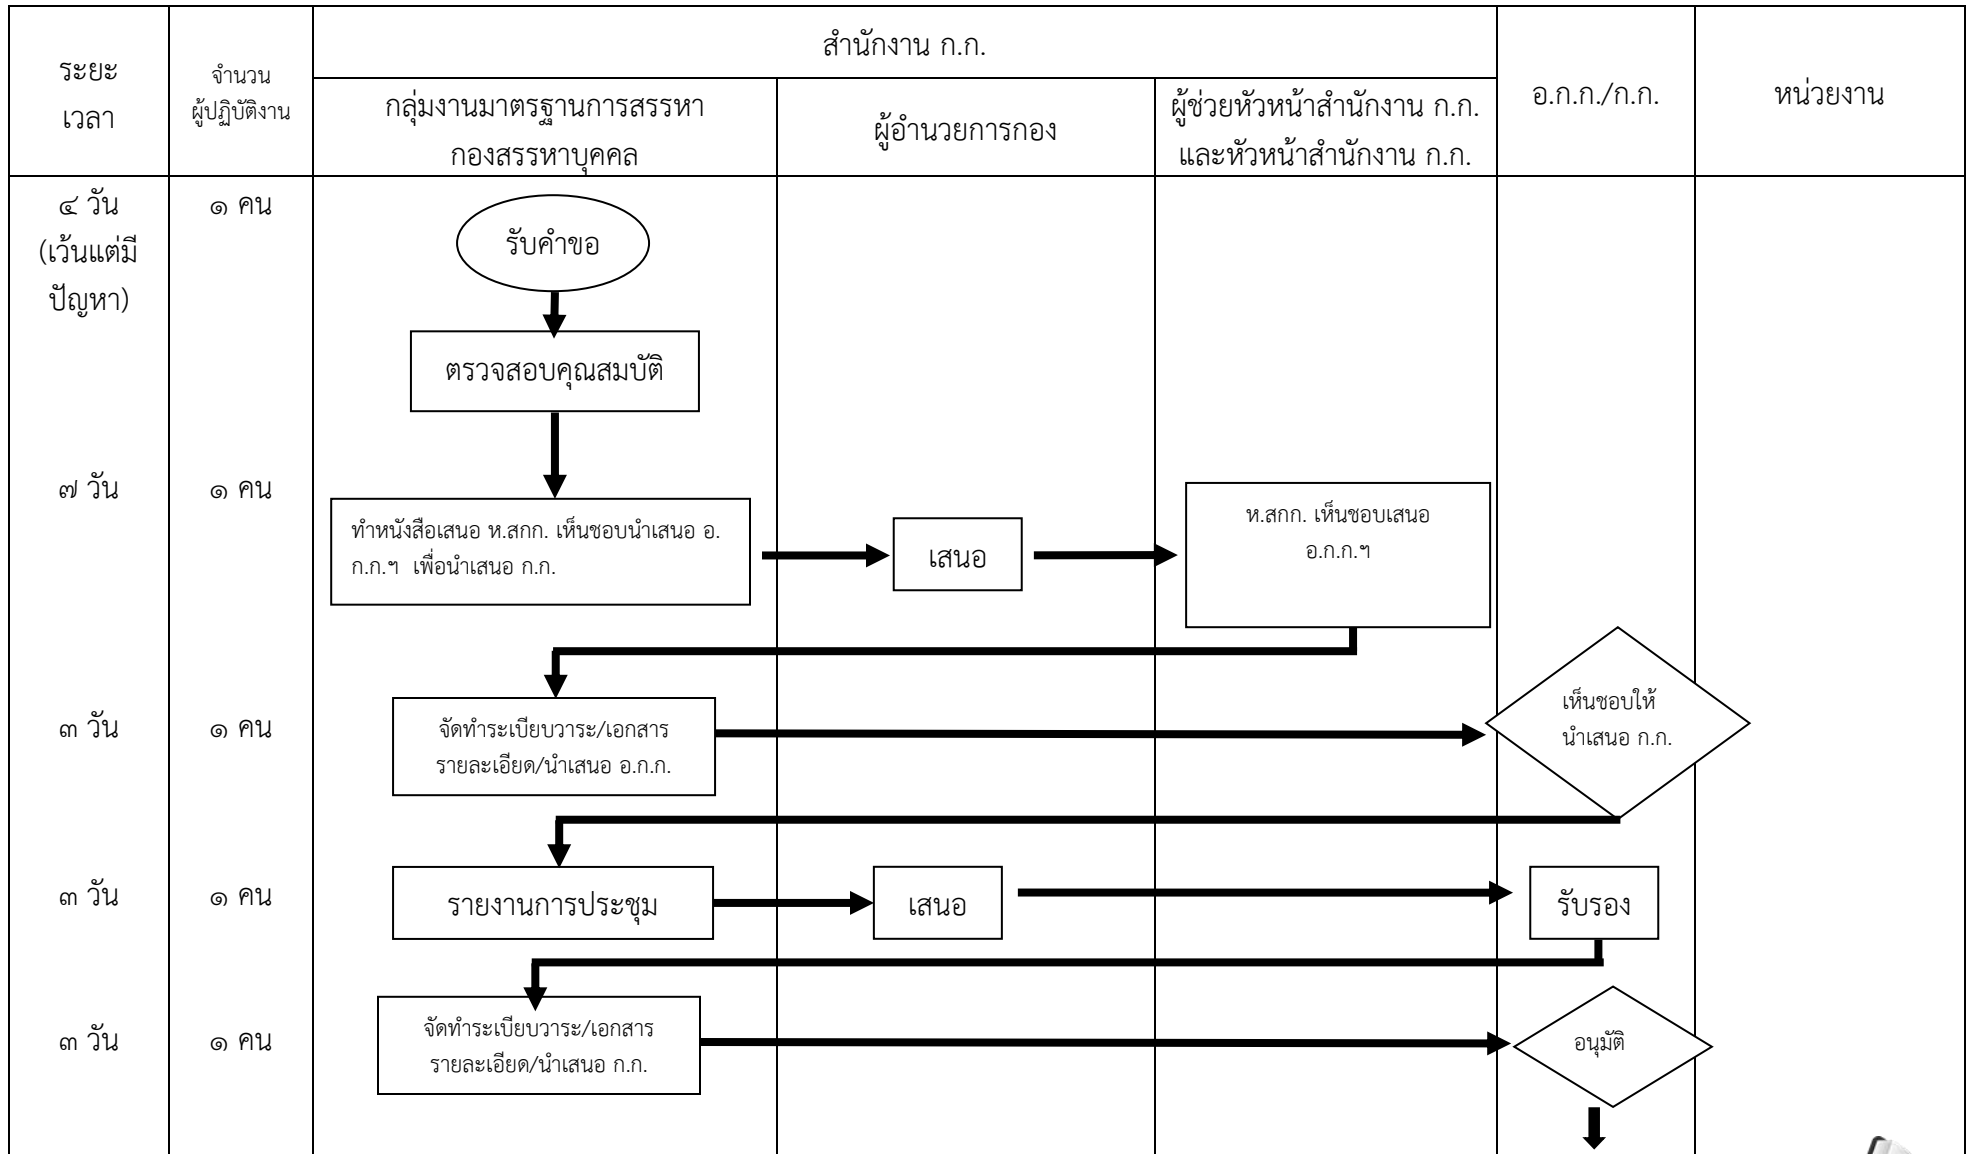 ระยะ
เวลา
จำนวน
ผู้ปฏิบัติงาน
สำนักงาน ก.ก.
กลุ่มงานมาตรฐานการสรรหา
กองสรรหาบุคคล
ผู้อำนวยการกอง
ผู้ช่วยหัวหน้าสำนักงาน ก.ก.
และหัวหน้าสำนักงาน ก.ก.
อ.ก.ก./ก.ก.
หน่วยงาน
๔ วัน
(เว้นแต่มี
ปัญหา)
๑ คน
รับคำขอ
ตรวจสอบคุณสมบัติ
๗ วัน
๑ คน
ทำหนังสือเสนอ ห.สกก. เห็นชอบนำเสนอ อ.
ก.ก.ฯ เพื่อนำเสนอ ก.ก.
เสนอ
ห.สกก. เห็นชอบเสนอ
อ.ก.ก.ฯ
๓ วัน
๑ คน
จัดทำระเบียบวาระ/เอกสาร
รายละเอียด/นำเสนอ อ.ก.ก.
เห็นชอบให้
นำเสนอ ก.ก.
๓ วัน
๑ คน
รายงานการประชุม
เสนอ
รับรอง
๓ วัน
๑ คน
จัดทำระเบียบวาระ/เอกสาร
รายละเอียด/นำเสนอ ก.ก.
อนุมัติ